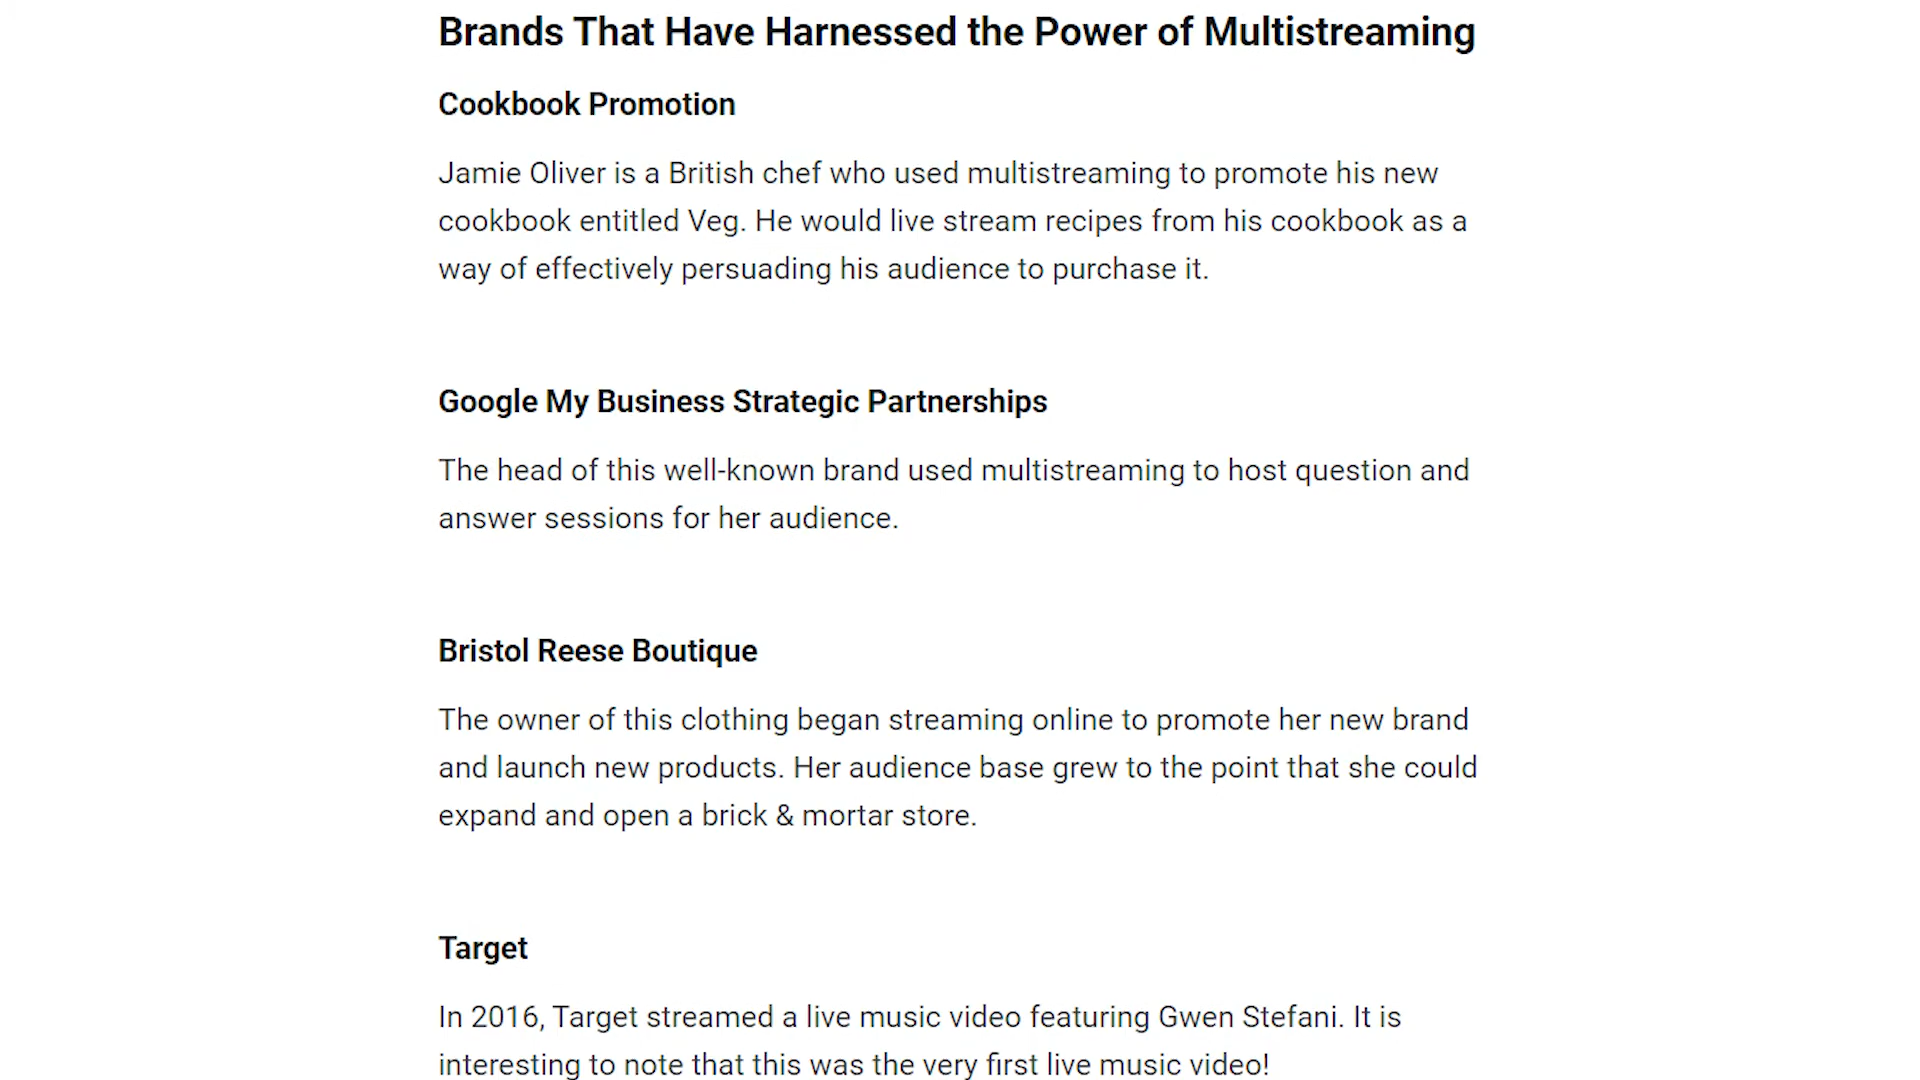 Brands That Have Harnessed the Power of Multistreaming
Cookbook Promotion
Jamie Oliver is a British chef who used multistreaming to promote his new
cookbook entitled Veg. He would live stream recipes from his cookbook as a
way of effectively persuading his audience to purchase it.
Google My Business Strategic Partnerships
The head of this well-known brand used multistreaming to host question and
answer sessions for her audience.
Bristol Reese Boutique
The owner of this clothing began streaming online to promote her new brand
and launch new products. Her audience base grew to the point that she could
expand and open a brick & mortar store.
Target
In 2016, Target streamed a live music video featuring Gwen Stefani. It is
interesting to note that this was the very first live music video!